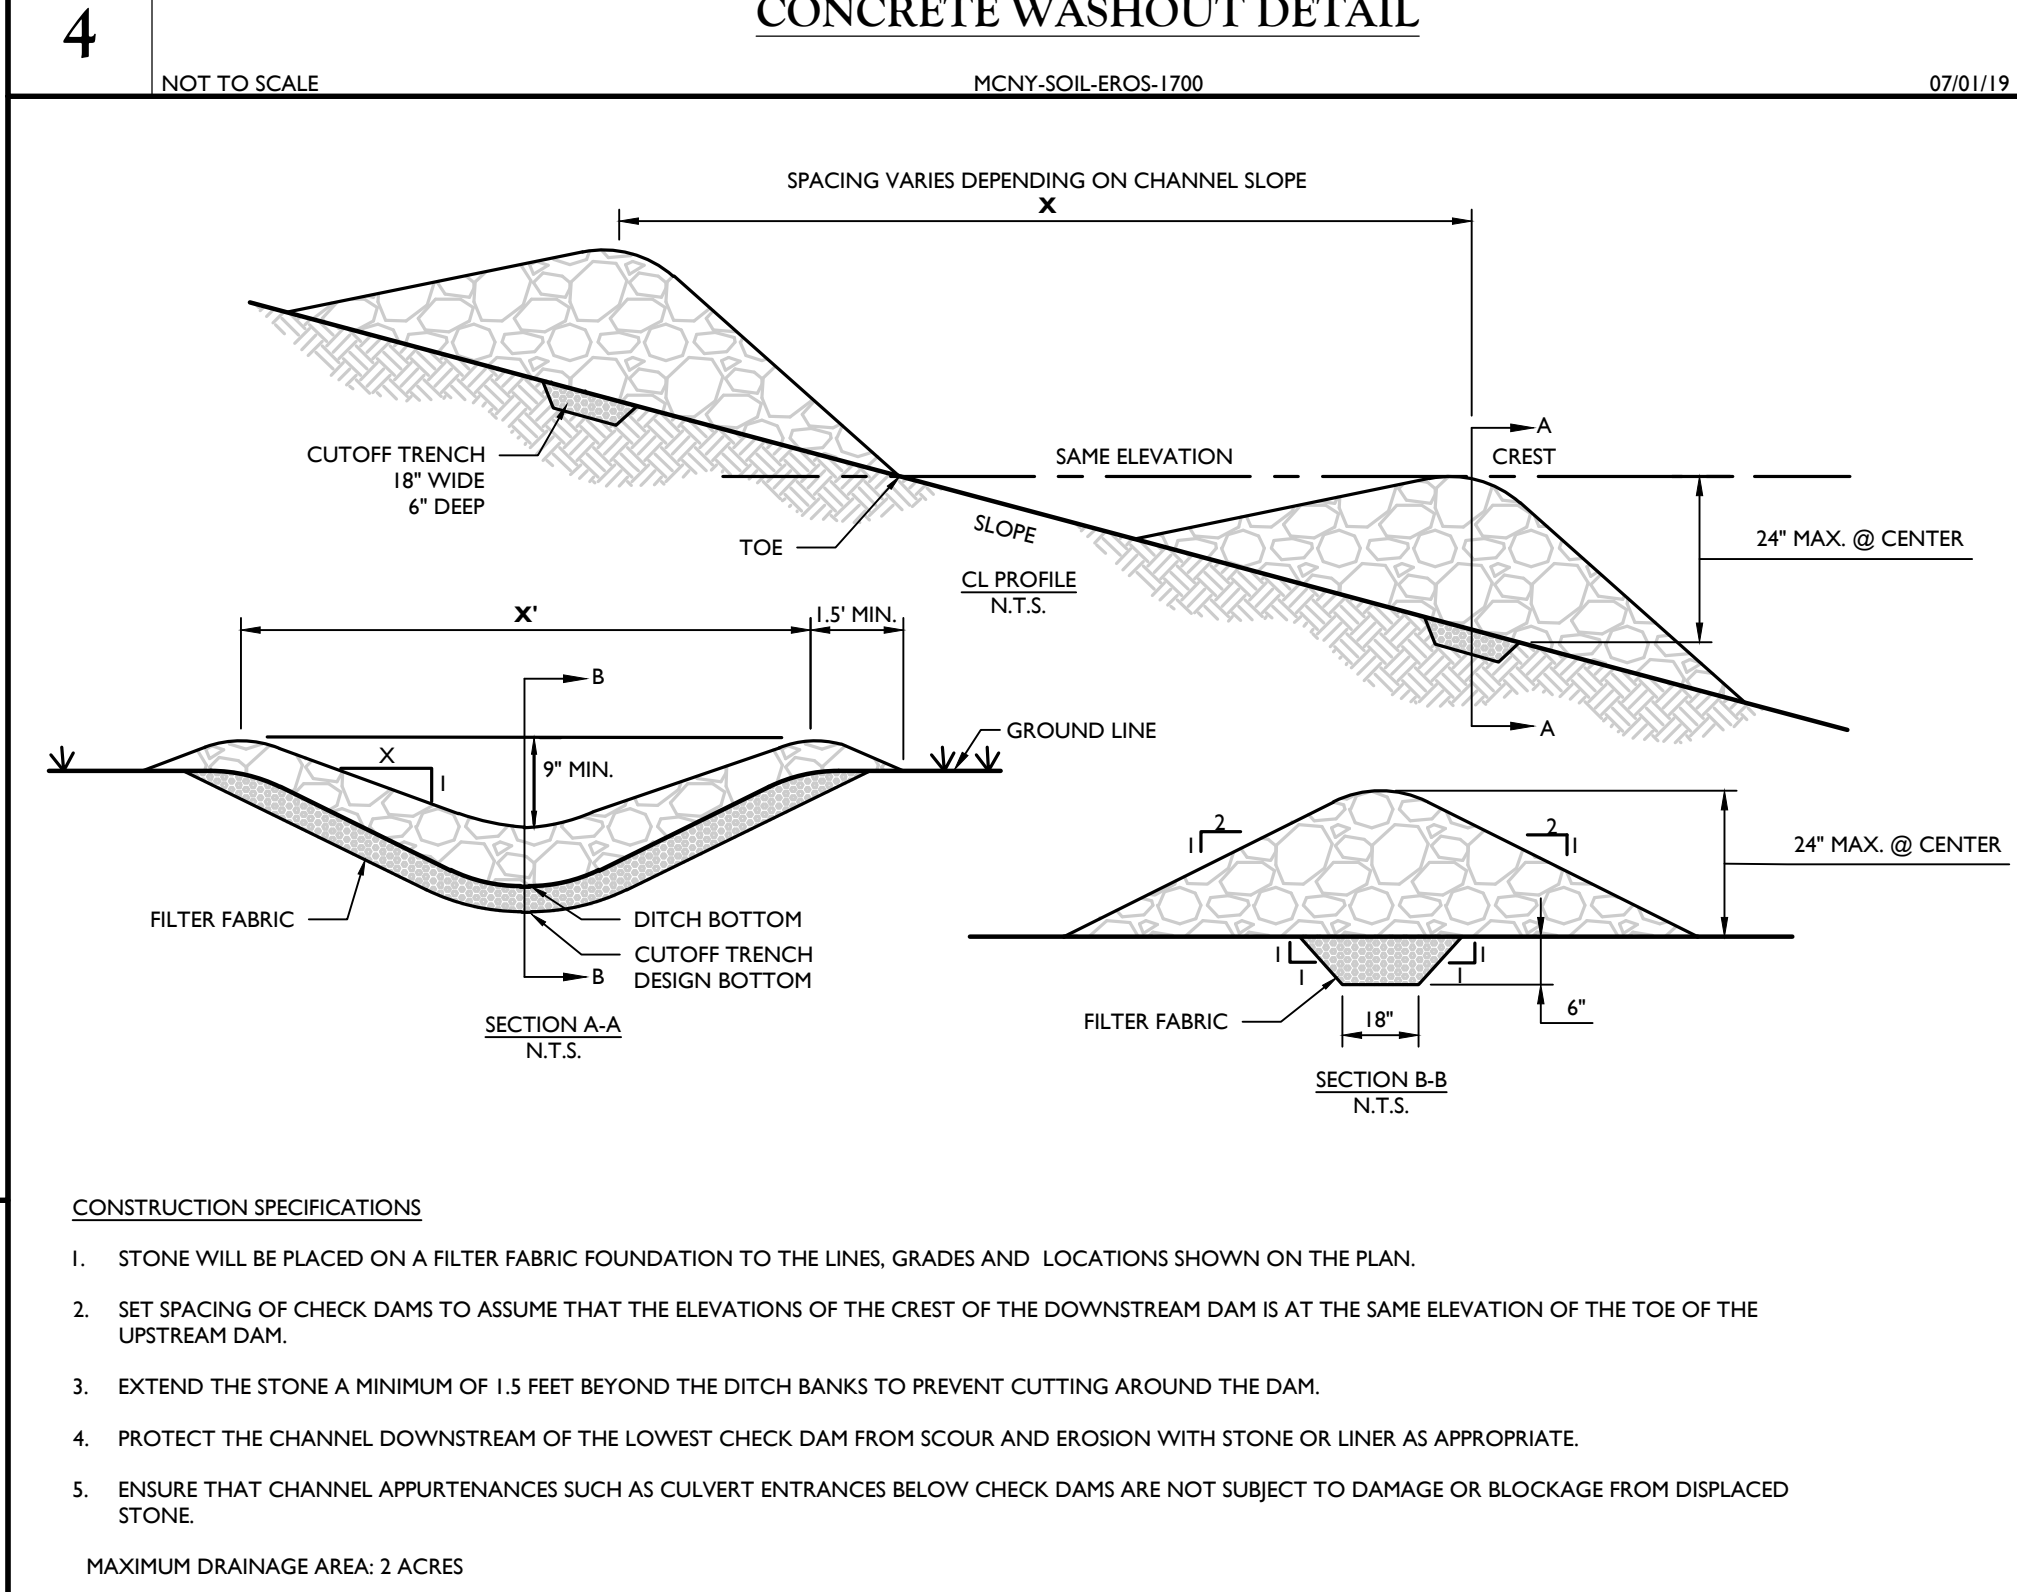 CONCRETE WASHOUT DETAIL
4
NOT TO SCALE
MCNY-SOIL-EROS-1700
07/01/19
SPACING VARIES DEPENDING ON CHANNEL SLOPE
X
A
SAME ELEVATION
CREST
CUTOFF TRENCH
18" WIDE
6" DEEP
SLOPE
24" MAX. @ CENTER
TOE
CL PROFILE
N.T.S.
A
X'
1.5' MIN.
B
GROUND LINE
X
1
9" MIN.
FILTER FABRIC
DITCH BOTTOM
CUTOFF TRENCH
DESIGN BOTTOM
B
SECTION A-A
N.T.S.
2
1
2
1
24" MAX. @ CENTER
1
1
1
1
FILTER FABRIC
18"
6"
SECTION B-B
N.T.S.
CONSTRUCTION SPECIFICATIONS
1. STONE WILL BE PLACED ON A FILTER FABRIC FOUNDATION TO THE LINES, GRADES AND LOCATIONS SHOWN ON THE PLAN.
2. SET SPACING OF CHECK DAMS TO ASSUME THAT THE ELEVATIONS OF THE CREST OF THE DOWNSTREAM DAM IS AT THE SAME ELEVATION OF THE TOE OF THE
UPSTREAM DAM.
3. EXTEND THE STONE A MINIMUM OF 1.5 FEET BEYOND THE DITCH BANKS TO PREVENT CUTTING AROUND THE DAM.
4. PROTECT THE CHANNEL DOWNSTREAM OF THE LOWEST CHECK DAM FROM SCOUR AND EROSION WITH STONE OR LINER AS APPROPRIATE.
5. ENSURE THAT CHANNEL APPURTENANCES SUCH AS CULVERT ENTRANCES BELOW CHECK DAMS ARE NOT SUBJECT TO DAMAGE OR BLOCKAGE FROM DISPLACED
STONE.
MAXIMUM DRAINAGE AREA: 2 ACRES